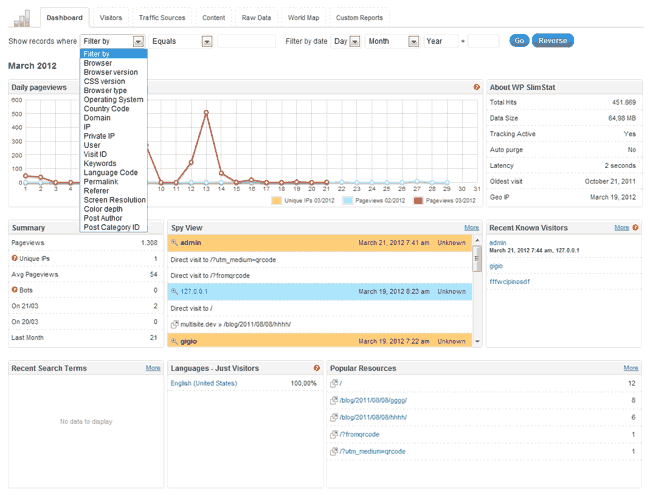 Dashboard Visitors Traffic Sources Content Raw Data World Map Custom Reports
Show records where Filter by Equals Filter by date Day Month Year + Go Reverse
Filter by
Browser
Browser version
CSS version
Browser type
Operating System
Country Code
Domain
IP
Private IP
User
Visit ID
Keywords
Language Code
Permalink
Referer
Screen Resolution
Color depth
Post Author
Post Category ID
March 2012
Daily pageviews
600
500
400
300
200
100
0
1 2 3 4 5 10 11 12 13 14 15 16 17 18 19 20 21 22 23 24 25 26 27 28 29 30 31
Unique IPs 03/2012 Pageviews 02/2012 Pageviews 03/2012
About WP SlimStat
Total Hits 451.669
Data Size 64,98 MB
Tracking Active Yes
Auto purge No
Latency 2 seconds
Oldest visit October 21, 2011
Geo IP March 19, 2012
Summary
Pageviews 1.308
Unique IPs 1
Avg Pageviews 54
Bots 0
On 21/03 2
On 20/03 0
Last Month 21
Spy View More
admin March 21, 2012 7:41 am Unknown
Direct visit to /?utm_medium=qrcode
Direct visit to /?fromqrcode
127.0.0.1 March 19, 2012 8:23 am Unknown
Direct visit to /
multisite.dev » /blog/2011/08/08/hhhh/
gigio March 19, 2012 7:22 am Unknown
Recent Known Visitors More
admin
March 21, 2012 7:44 am, 127.0.0.1
gigio
fffwcjpinosdf
Recent Search Terms More
No data to display
Languages - Just Visitors
English (United States) 100,00%
Popular Resources More
/ 12
/blog/2011/08/08/gggg/ 8
/blog/2011/08/08/hhhh/ 6
/?fromqrcode 1
/?utm_medium=qrcode 1